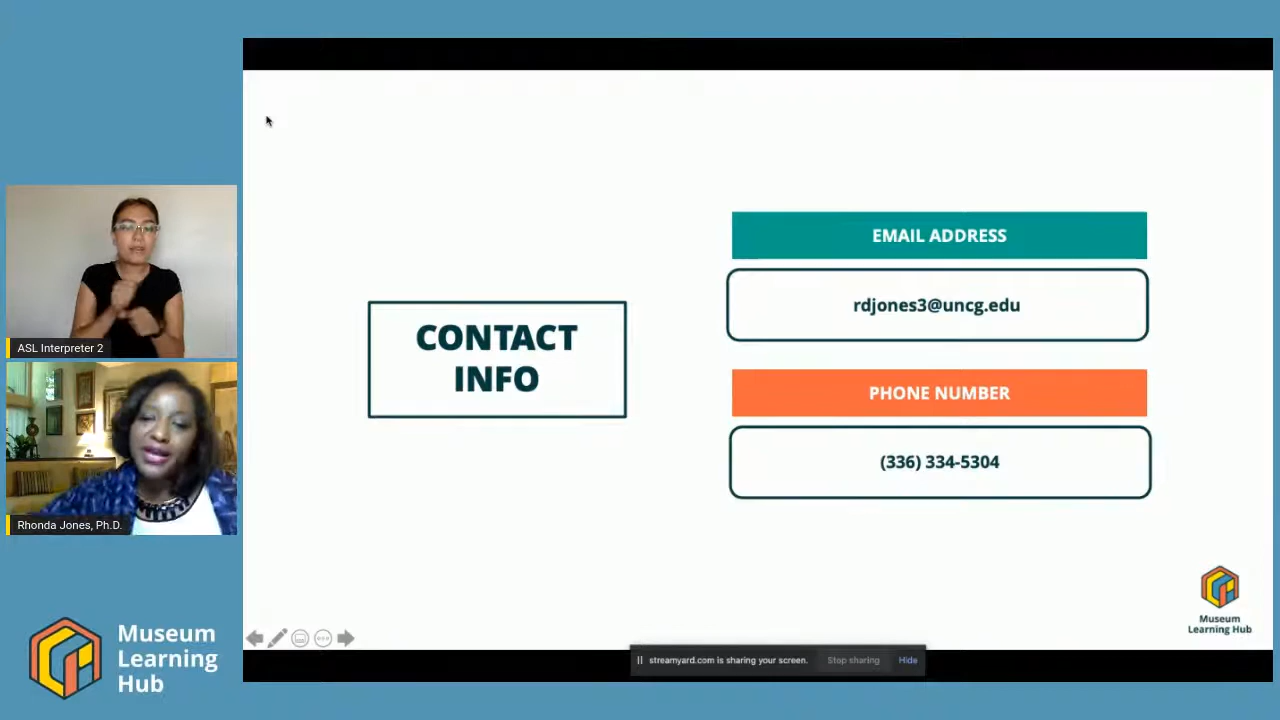 ASL Interpreter 2
Rhonda Jones, Ph.D.
Museum
Learning
Hub
CONTACT
INFO
EMAIL ADDRESS
rdjones3@uncg.edu
PHONE NUMBER
(336) 334-5304
Museum
Learning Hub
streamyard.com is sharing your screen.
Stop sharing
Hide